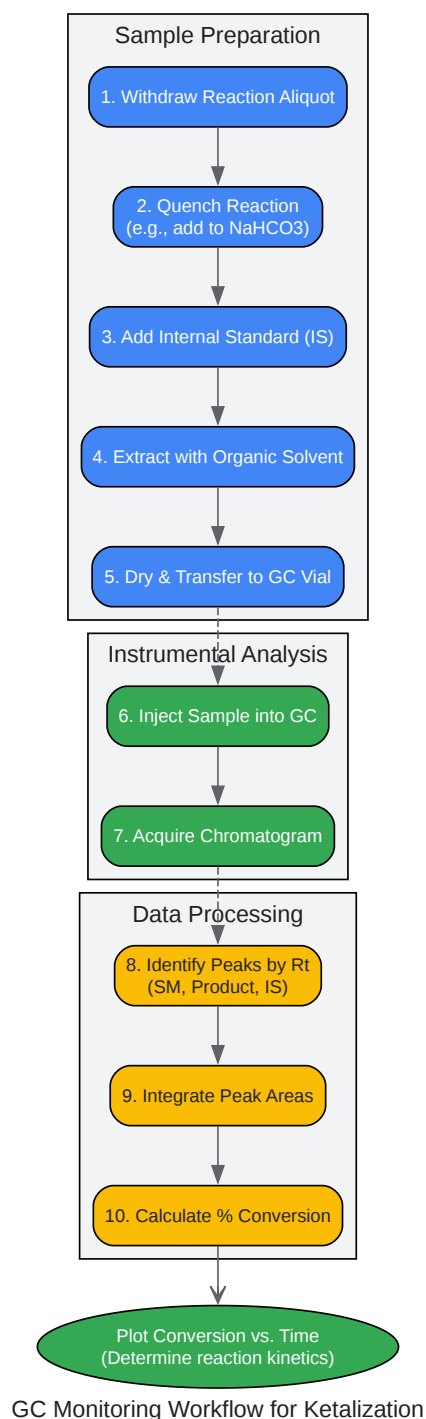 Sample Preparation
1. Withdraw Reaction Aliquot
2. Quench Reaction
(e.g., add to NaHCO3)
3. Add Internal Standard (IS)
4. Extract with Organic Solvent
5. Dry & Transfer to GC Vial
Instrumental Analysis
6. Inject Sample into GC
7. Acquire Chromatogram
Data Processing
8. Identify Peaks by Rt
(SM, Product, IS)
9. Integrate Peak Areas
10. Calculate % Conversion
Plot Conversion vs. Time
(Determine reaction kinetics)
GC Monitoring Workflow for Ketalization